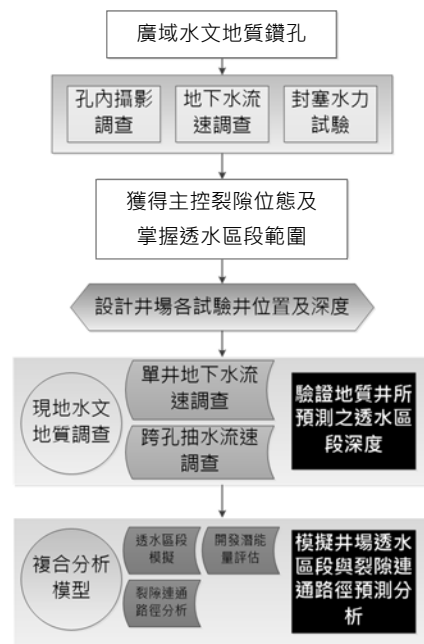 廣域水文地質鑽孔
孔內攝影
調查
地下水流
速調查
封塞水力
試驗
獲得主控裂隙位態及
掌握透水區段範圍
設計井場各試驗井位置及深度
現地水文
地質調查
單井地下水流
速調查
跨孔抽水流速
調查
驗證地質井所
預測之透水區
段深度
複合分析
模型
透水區段
模擬
開發潛能
量評估
裂隙連通
路徑分析
模擬井場透水
區段與裂隙連
通路徑預測分
析